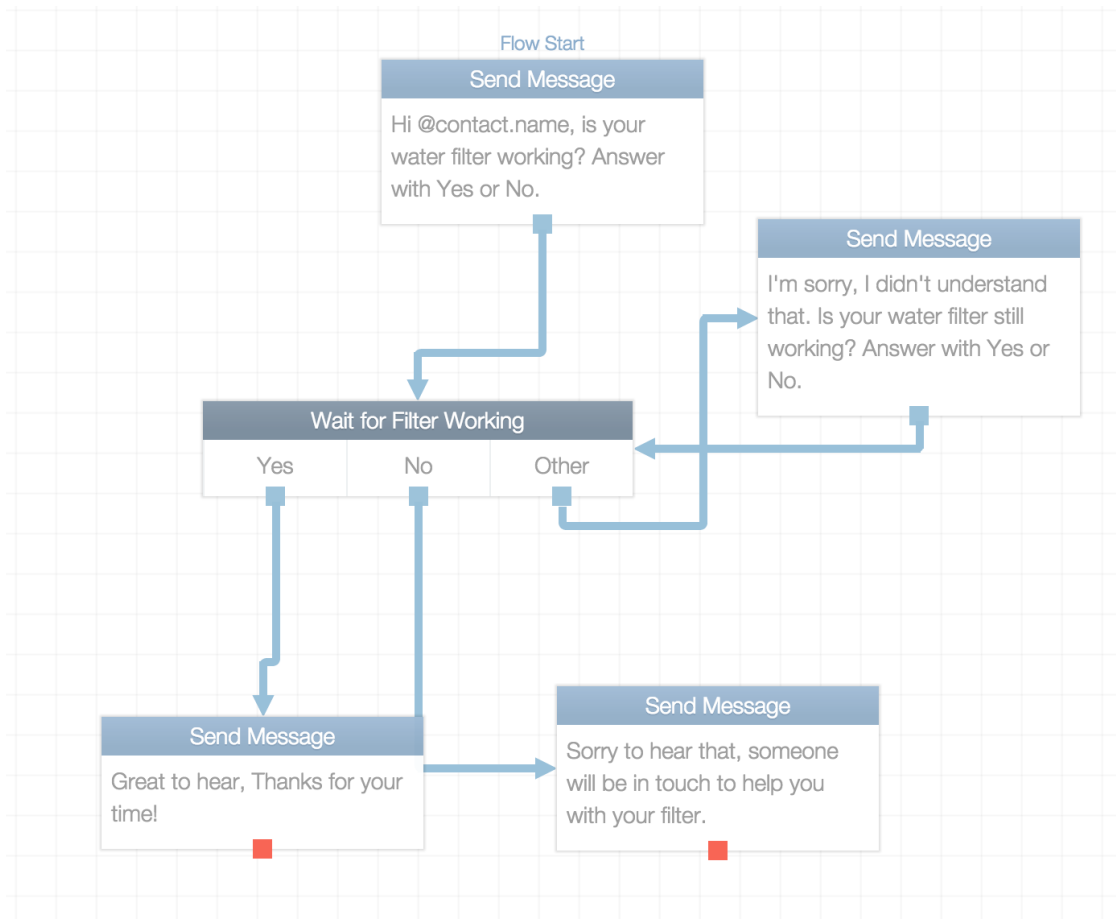 Flow Start
Send Message
Hi @contact.name, is your
water filter working? Answer
with Yes or No.
Send Message
I'm sorry, I didn't understand
that. Is your water filter still
working? Answer with Yes or
No.
Wait for Filter Working
Yes
No
Other
Send Message
Great to hear, Thanks for your
time!
Send Message
Sorry to hear that, someone
will be in touch to help you
with your filter.